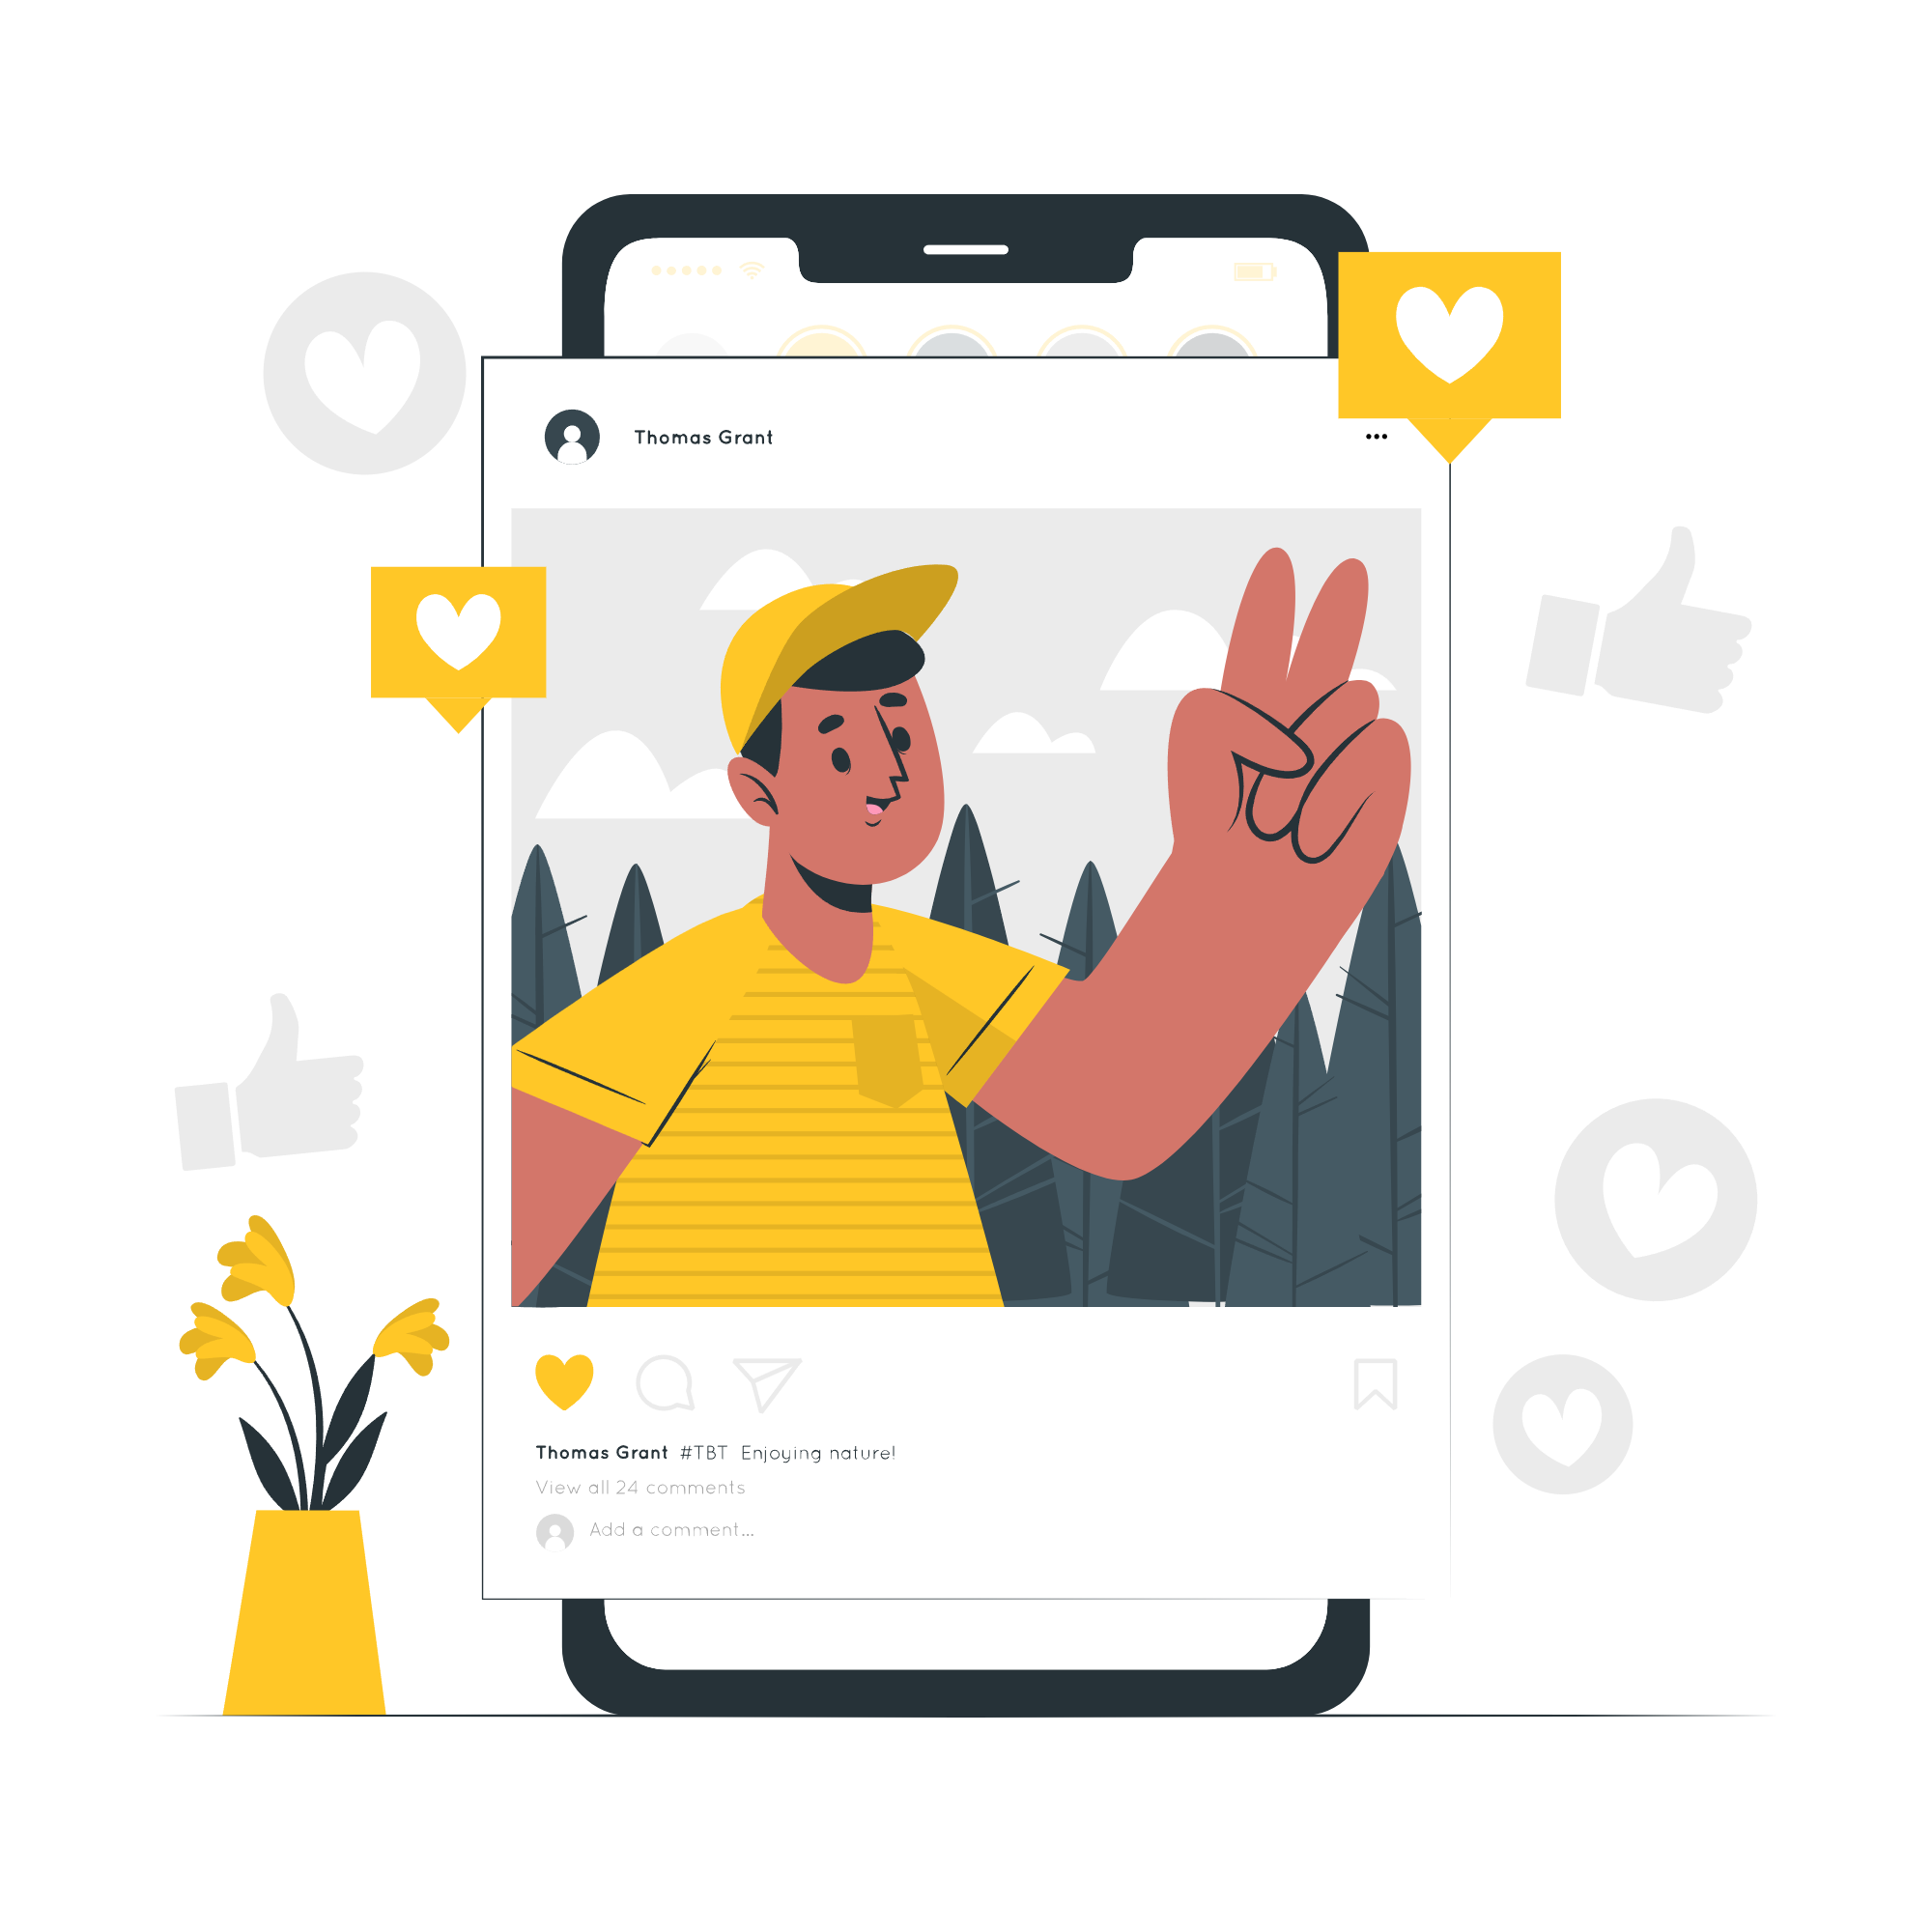 Thomas Grant
Thomas Grant #TBT Enjoying nature!
View all 24 comments
Add a comment...